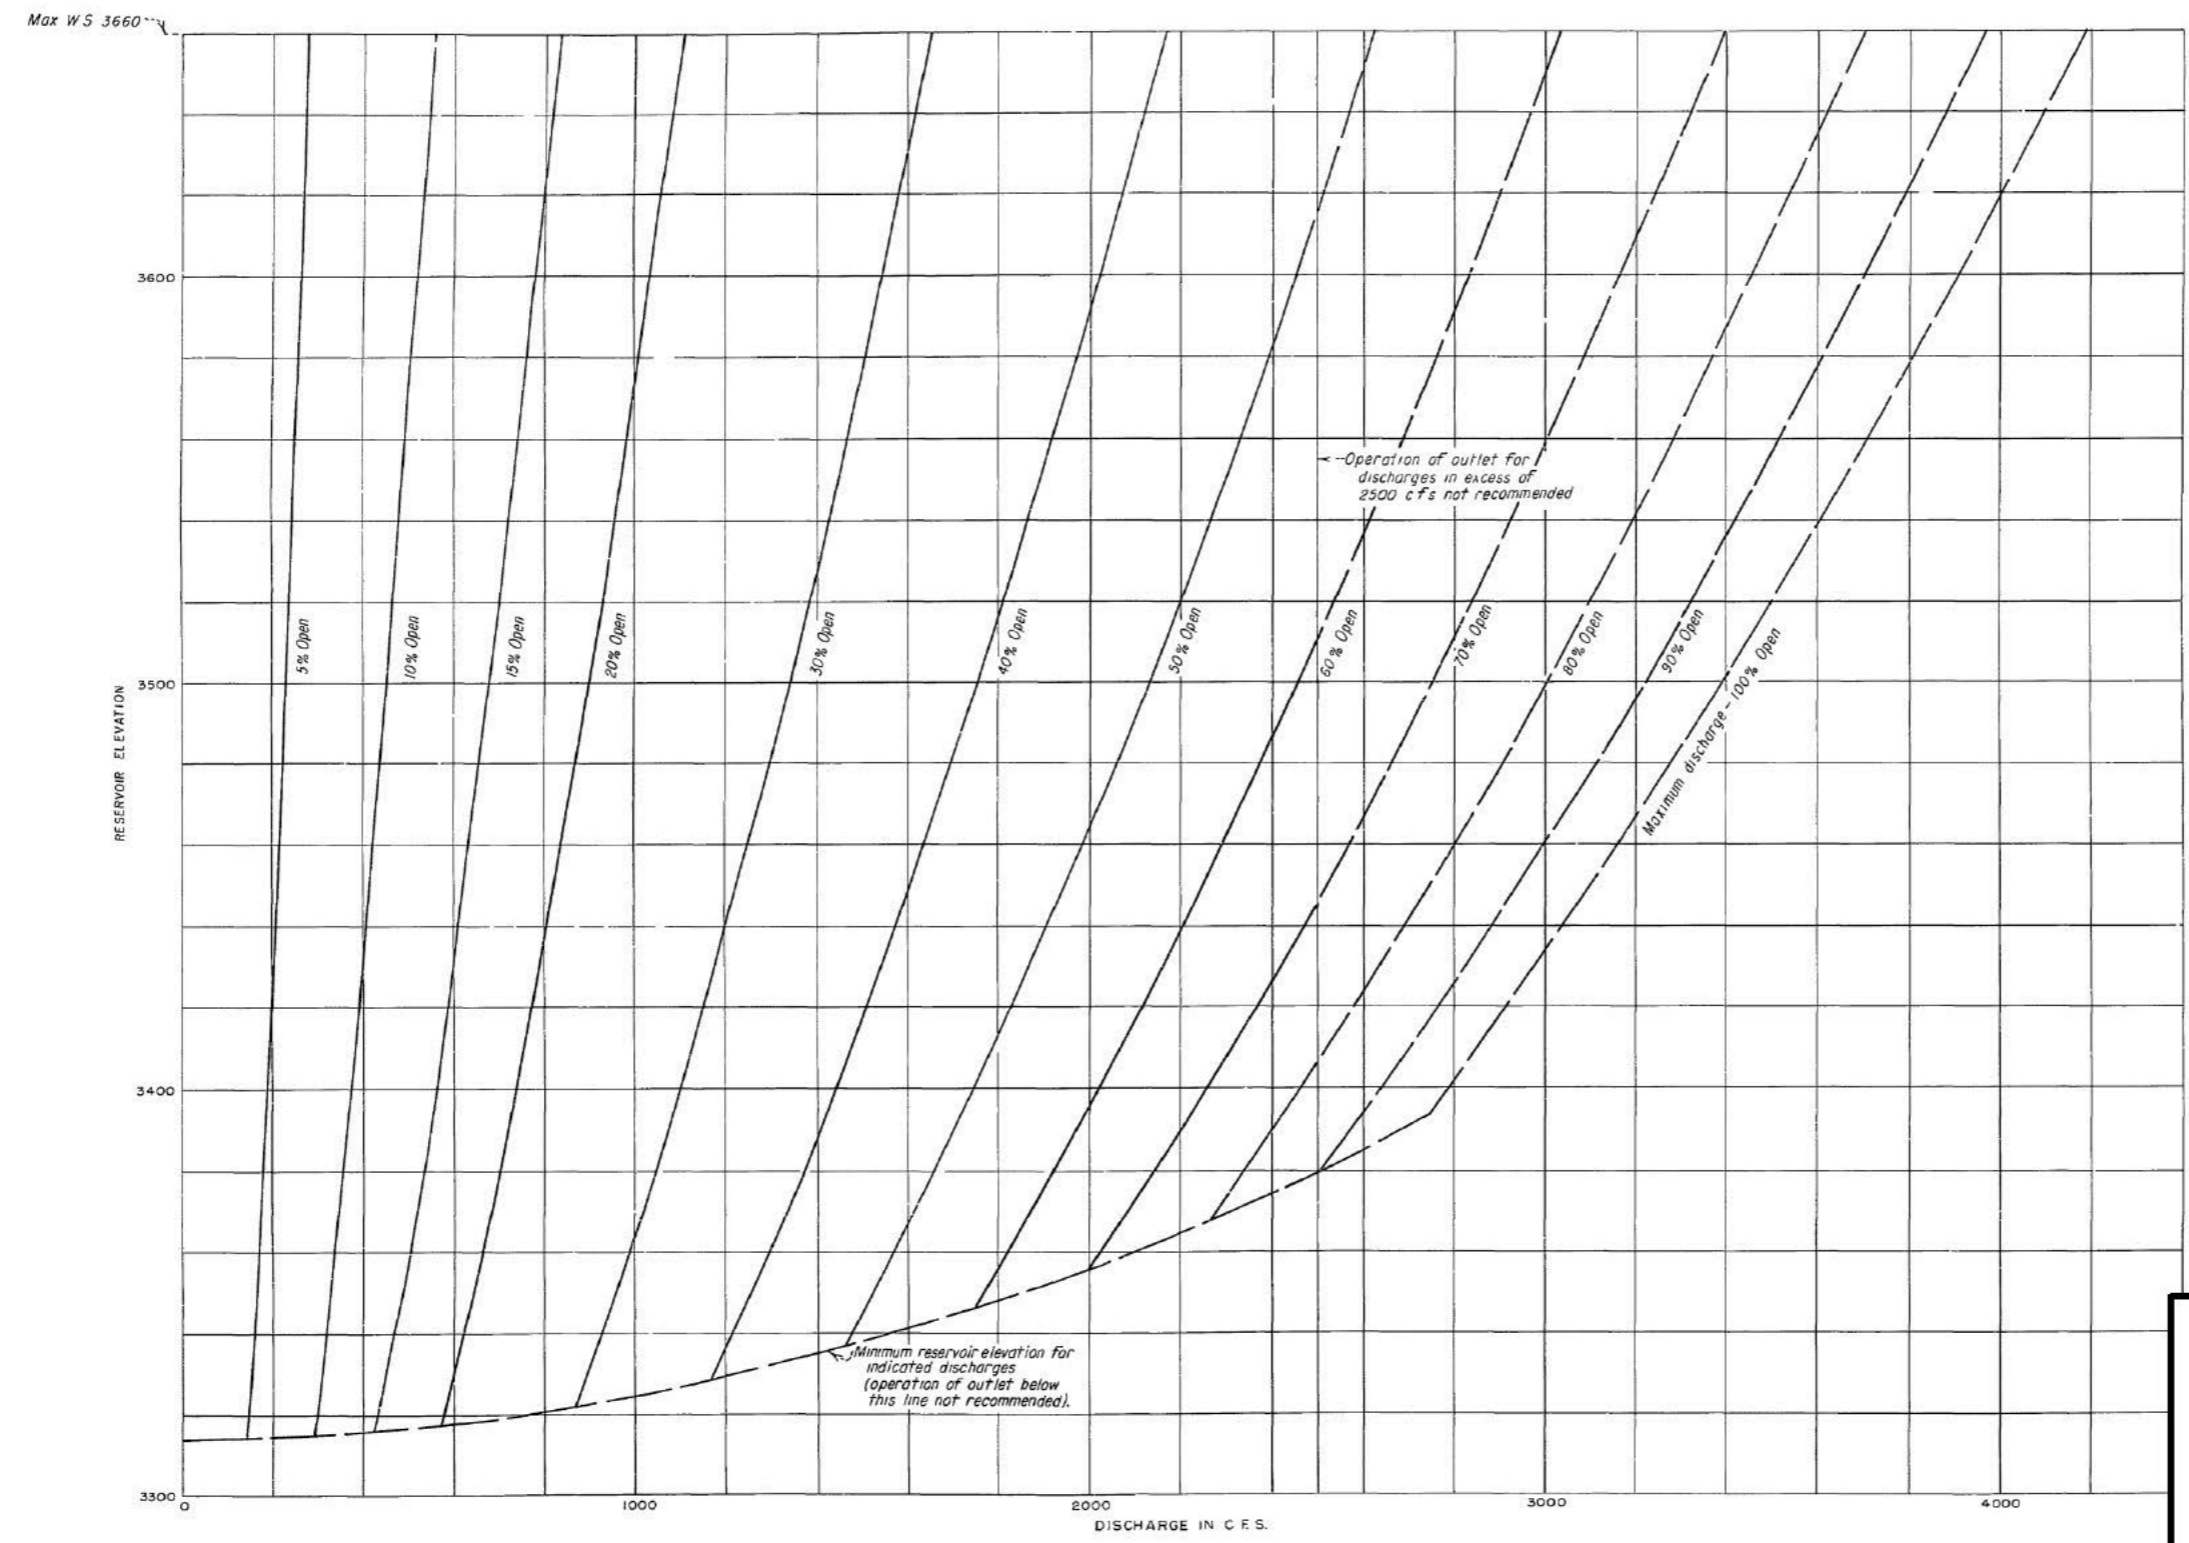 Max W S 3660
3600
Operation of outlet for
discharges in excess of
2500 cfs not recommended
5% Open
10% Open
15% Open
20% Open
30% Open
40% Open
50% Open
60% Open
70% Open
80% Open
90% Open
Maximum discharge - 100% Open
3500
RESERVOIR ELEVATION
3400
Minimum reservoir elevation for
indicated discharges
(operation of outlet below
this line not recommended).
3300
0
1000
2000
3000
4000
DISCHARGE IN C.F.S.